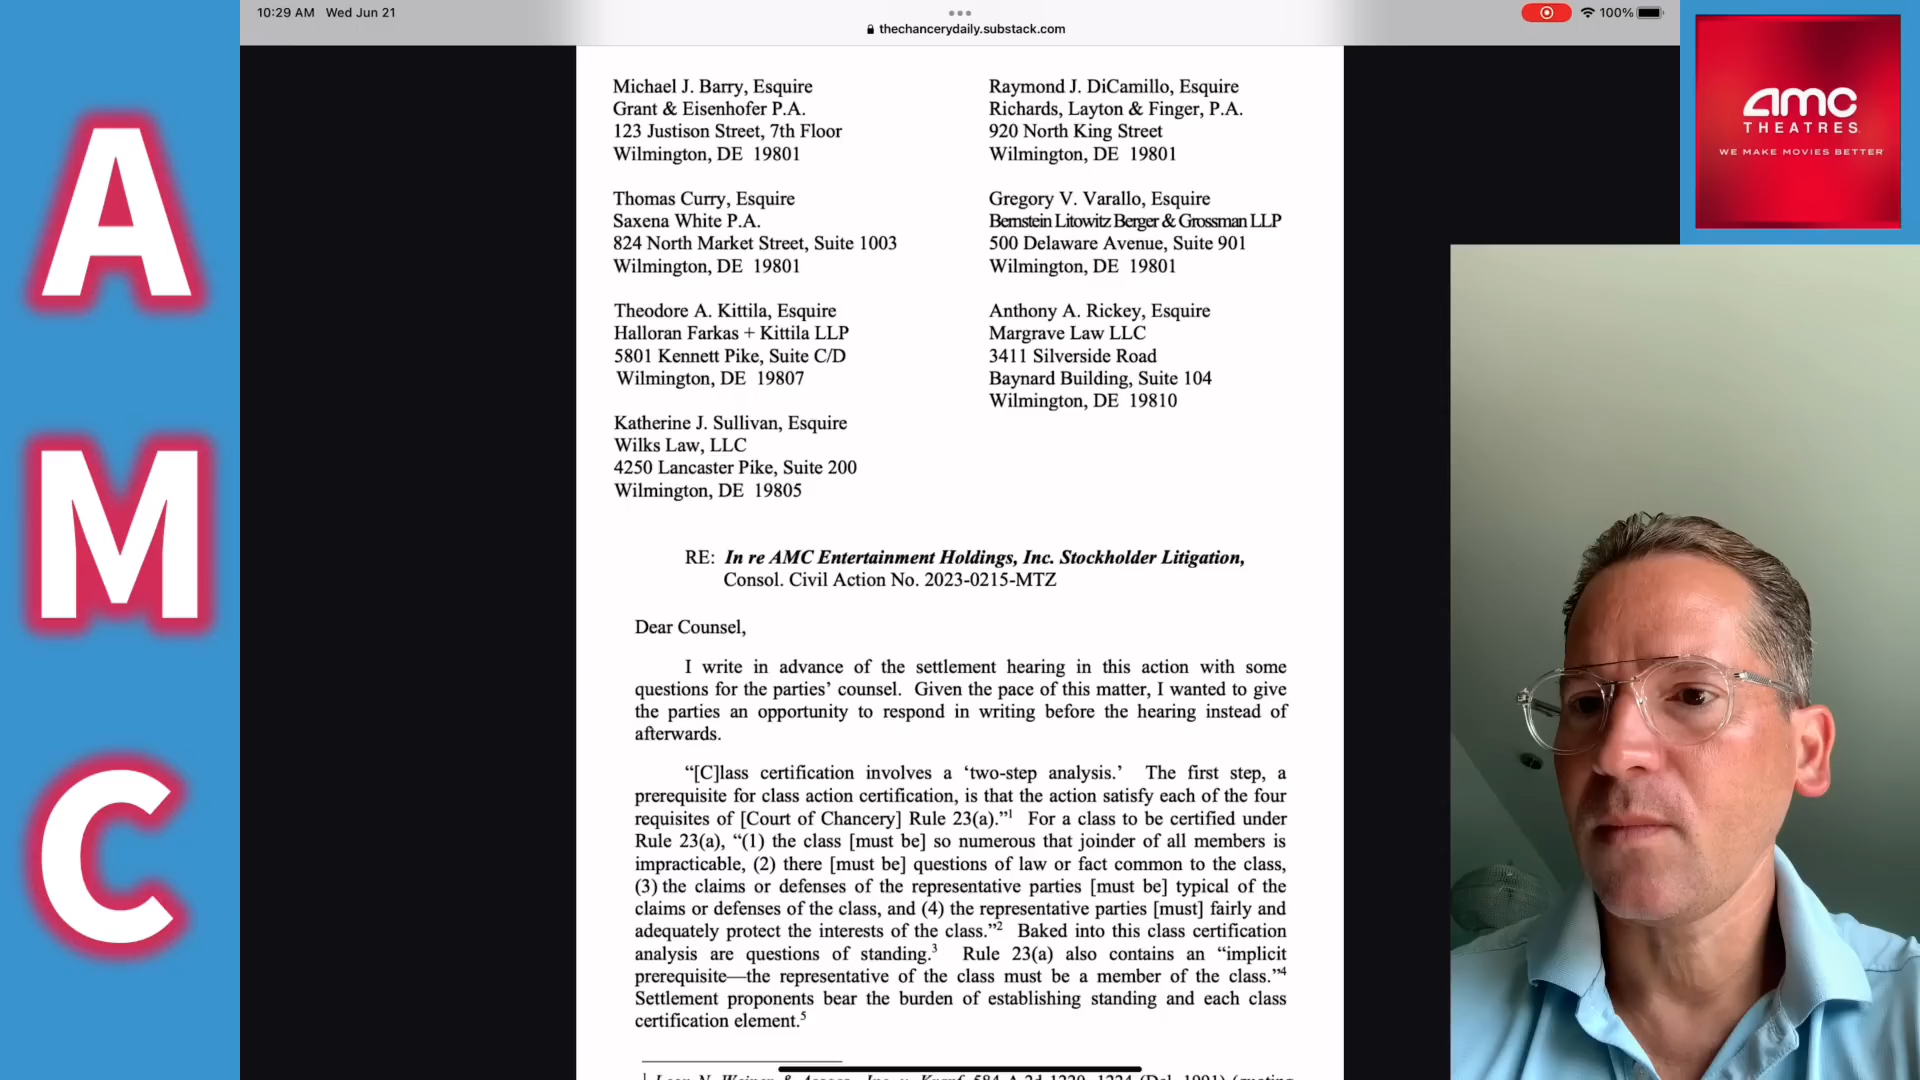 10:29 AM Wed Jun 21
thechancerydaily.substack.com
100%
A
M
C
amc
THEATRES
WE MAKE MOVIES BETTER
Michael J. Barry, Esquire
Grant & Eisenhofer P.A.
123 Justison Street, 7th Floor
Wilmington, DE 19801
Raymond J. DiCamillo, Esquire
Richards, Layton & Finger, P.A.
920 North King Street
Wilmington, DE 19801
Thomas Curry, Esquire
Saxena White P.A.
824 North Market Street, Suite 1003
Wilmington, DE 19801
Gregory V. Varallo, Esquire
Bernstein Litowitz Berger & Grossman LLP
500 Delaware Avenue, Suite 901
Wilmington, DE 19801
Theodore A. Kittila, Esquire
Halloran Farkas + Kittila LLP
5801 Kennett Pike, Suite C/D
Wilmington, DE 19807
Anthony A. Rickey, Esquire
Margrave Law LLC
3411 Silverside Road
Baynard Building, Suite 104
Wilmington, DE 19810
Katherine J. Sullivan, Esquire
Wilks Law, LLC
4250 Lancaster Pike, Suite 200
Wilmington, DE 19805
RE: In re AMC Entertainment Holdings, Inc. Stockholder Litigation,
Consol. Civil Action No. 2023-0215-MTZ
Dear Counsel,
I write in advance of the settlement hearing in this action with some
questions for the parties’ counsel. Given the pace of this matter, I wanted to give
the parties an opportunity to respond in writing before the hearing instead of
afterwards.
“[C]lass certification involves a ‘two-step analysis.’ The first step, a
prerequisite for class action certification, is that the action satisfy each of the four
requisites of [Court of Chancery] Rule 23(a).”1 For a class to be certified under
Rule 23(a), “(1) the class [must be] so numerous that joinder of all members is
impracticable, (2) there [must be] questions of law or fact common to the class,
(3) the claims or defenses of the representative parties [must be] typical of the
claims or defenses of the class, and (4) the representative parties [must] fairly and
adequately protect the interests of the class.”2 Baked into this class certification
analysis are questions of standing.3 Rule 23(a) also contains an “implicit
prerequisite—the representative of the class must be a member of the class.”4
Settlement proponents bear the burden of establishing standing and each class
certification element.5